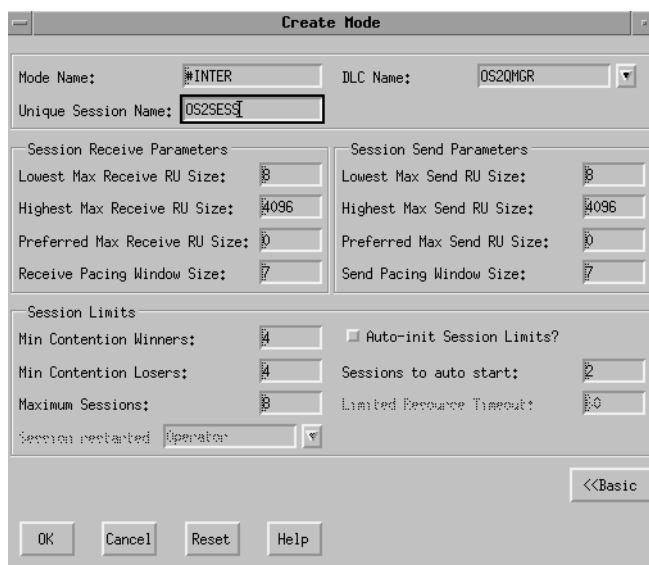 Create Mode
Mode Name: #INTER DLC Name: OS2QMGR
Unique Session Name: OS2SESS
Session Receive Parameters Session Send Parameters
Lowest Max Receive RU Size: 8 Lowest Max Send RU Size: 8
Highest Max Receive RU Size: 4096 Highest Max Send RU Size: 4096
Preferred Max Receive RU Size: 0 Preferred Max Send RU Size: 0
Receive Pacing Window Size: 7 Send Pacing Window Size: 7
Session Limits
Min Contention Winners: 4 Auto-init Session Limits?
Min Contention Losers: 4 Sessions to auto start: 2
Maximum Sessions: 8 Limited Resource Timeout:
Session restarted Operator
<<Basic
OK Cancel Reset Help